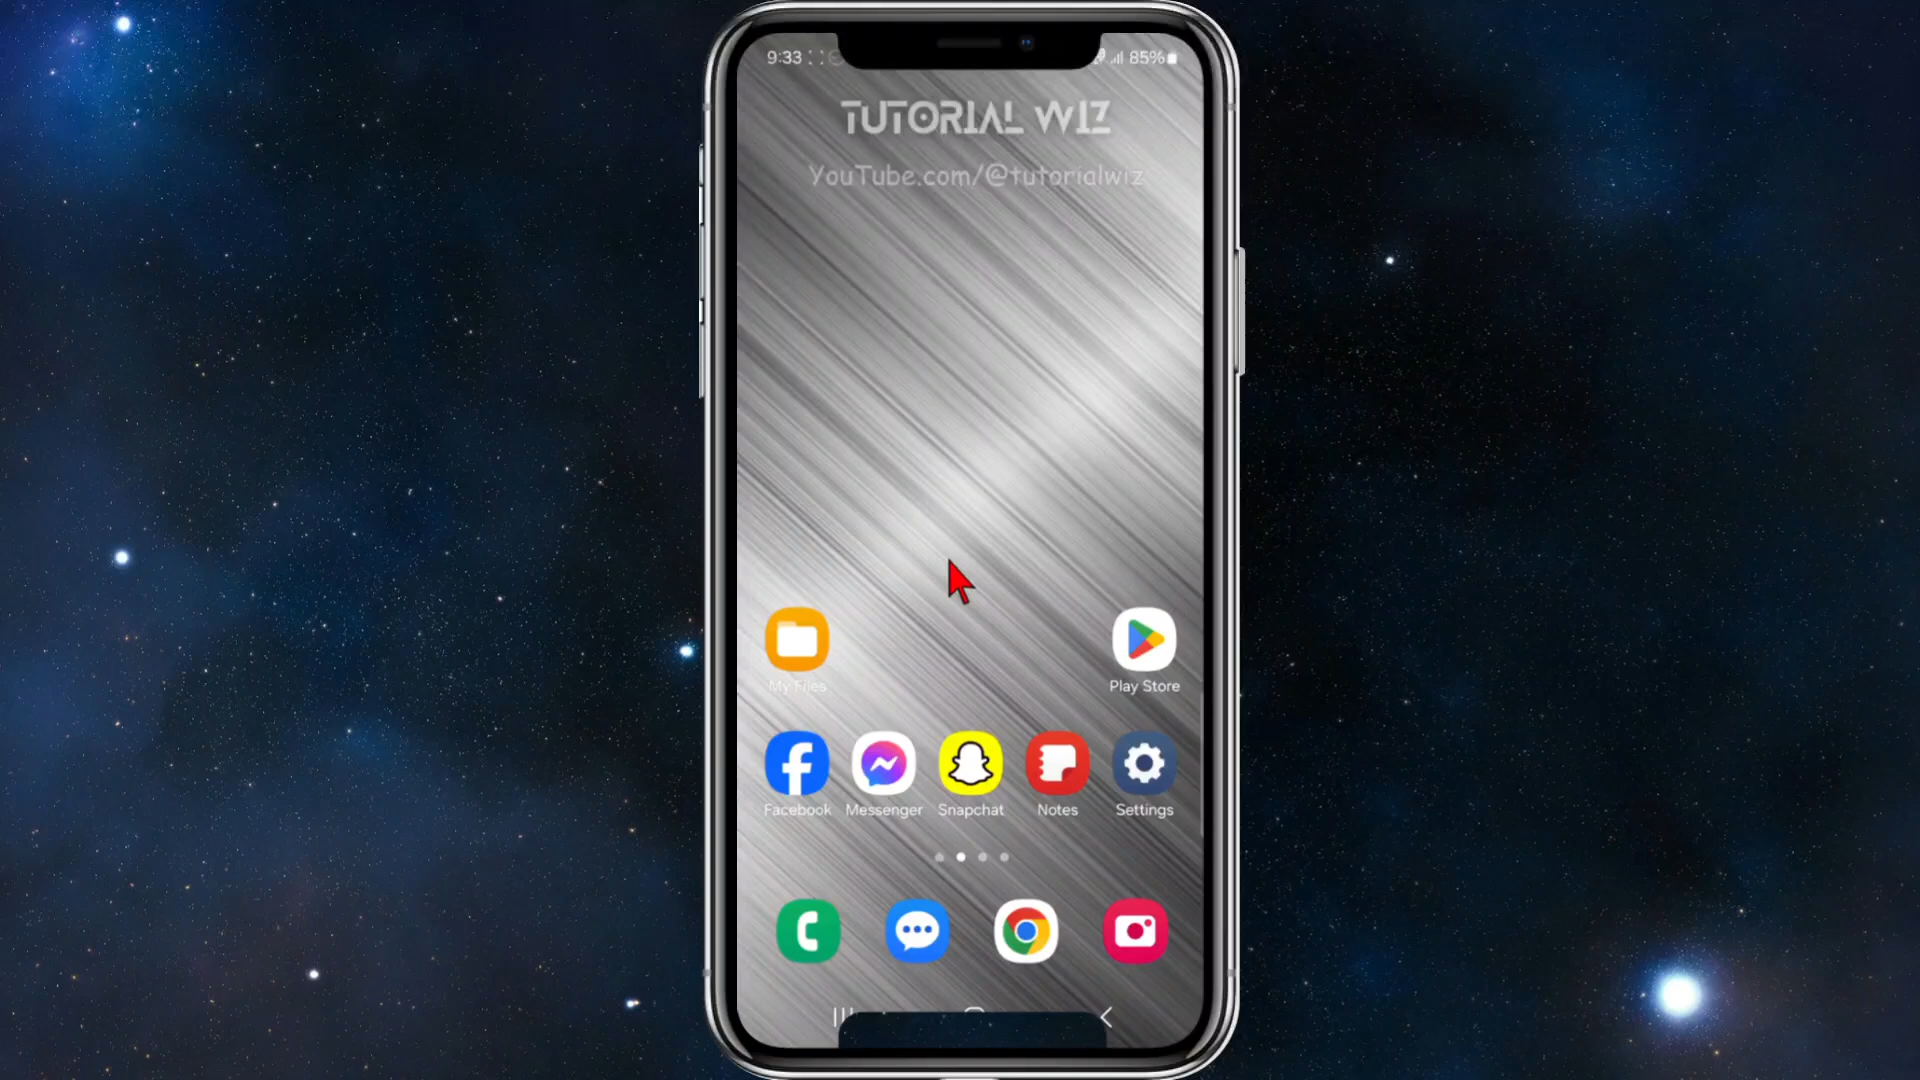 9:33
85%
TUTORIAL WIZ
YouTube.com/@tutorialwiz
My Files
Play Store
Facebook Messenger Snapchat Notes Settings